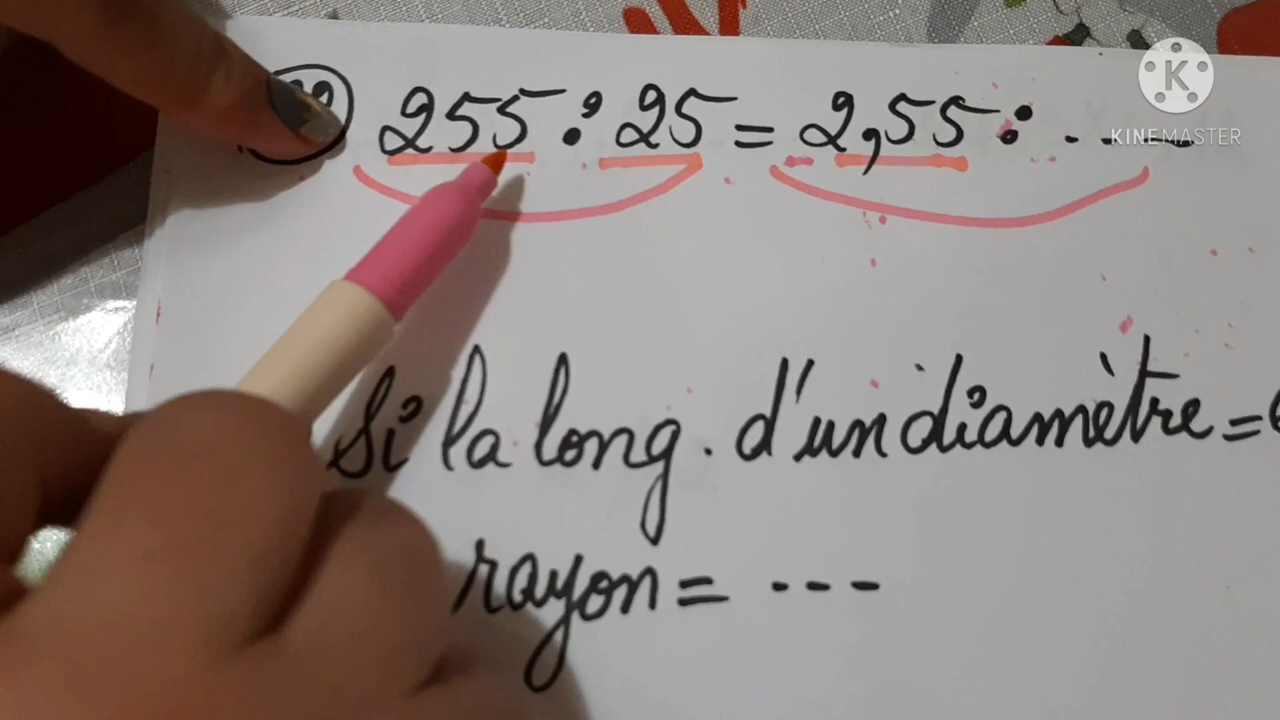 255 : 25 = 2,55 : ...
KINEMASTER
Si la long. d'un diamètre =
rayon = ---